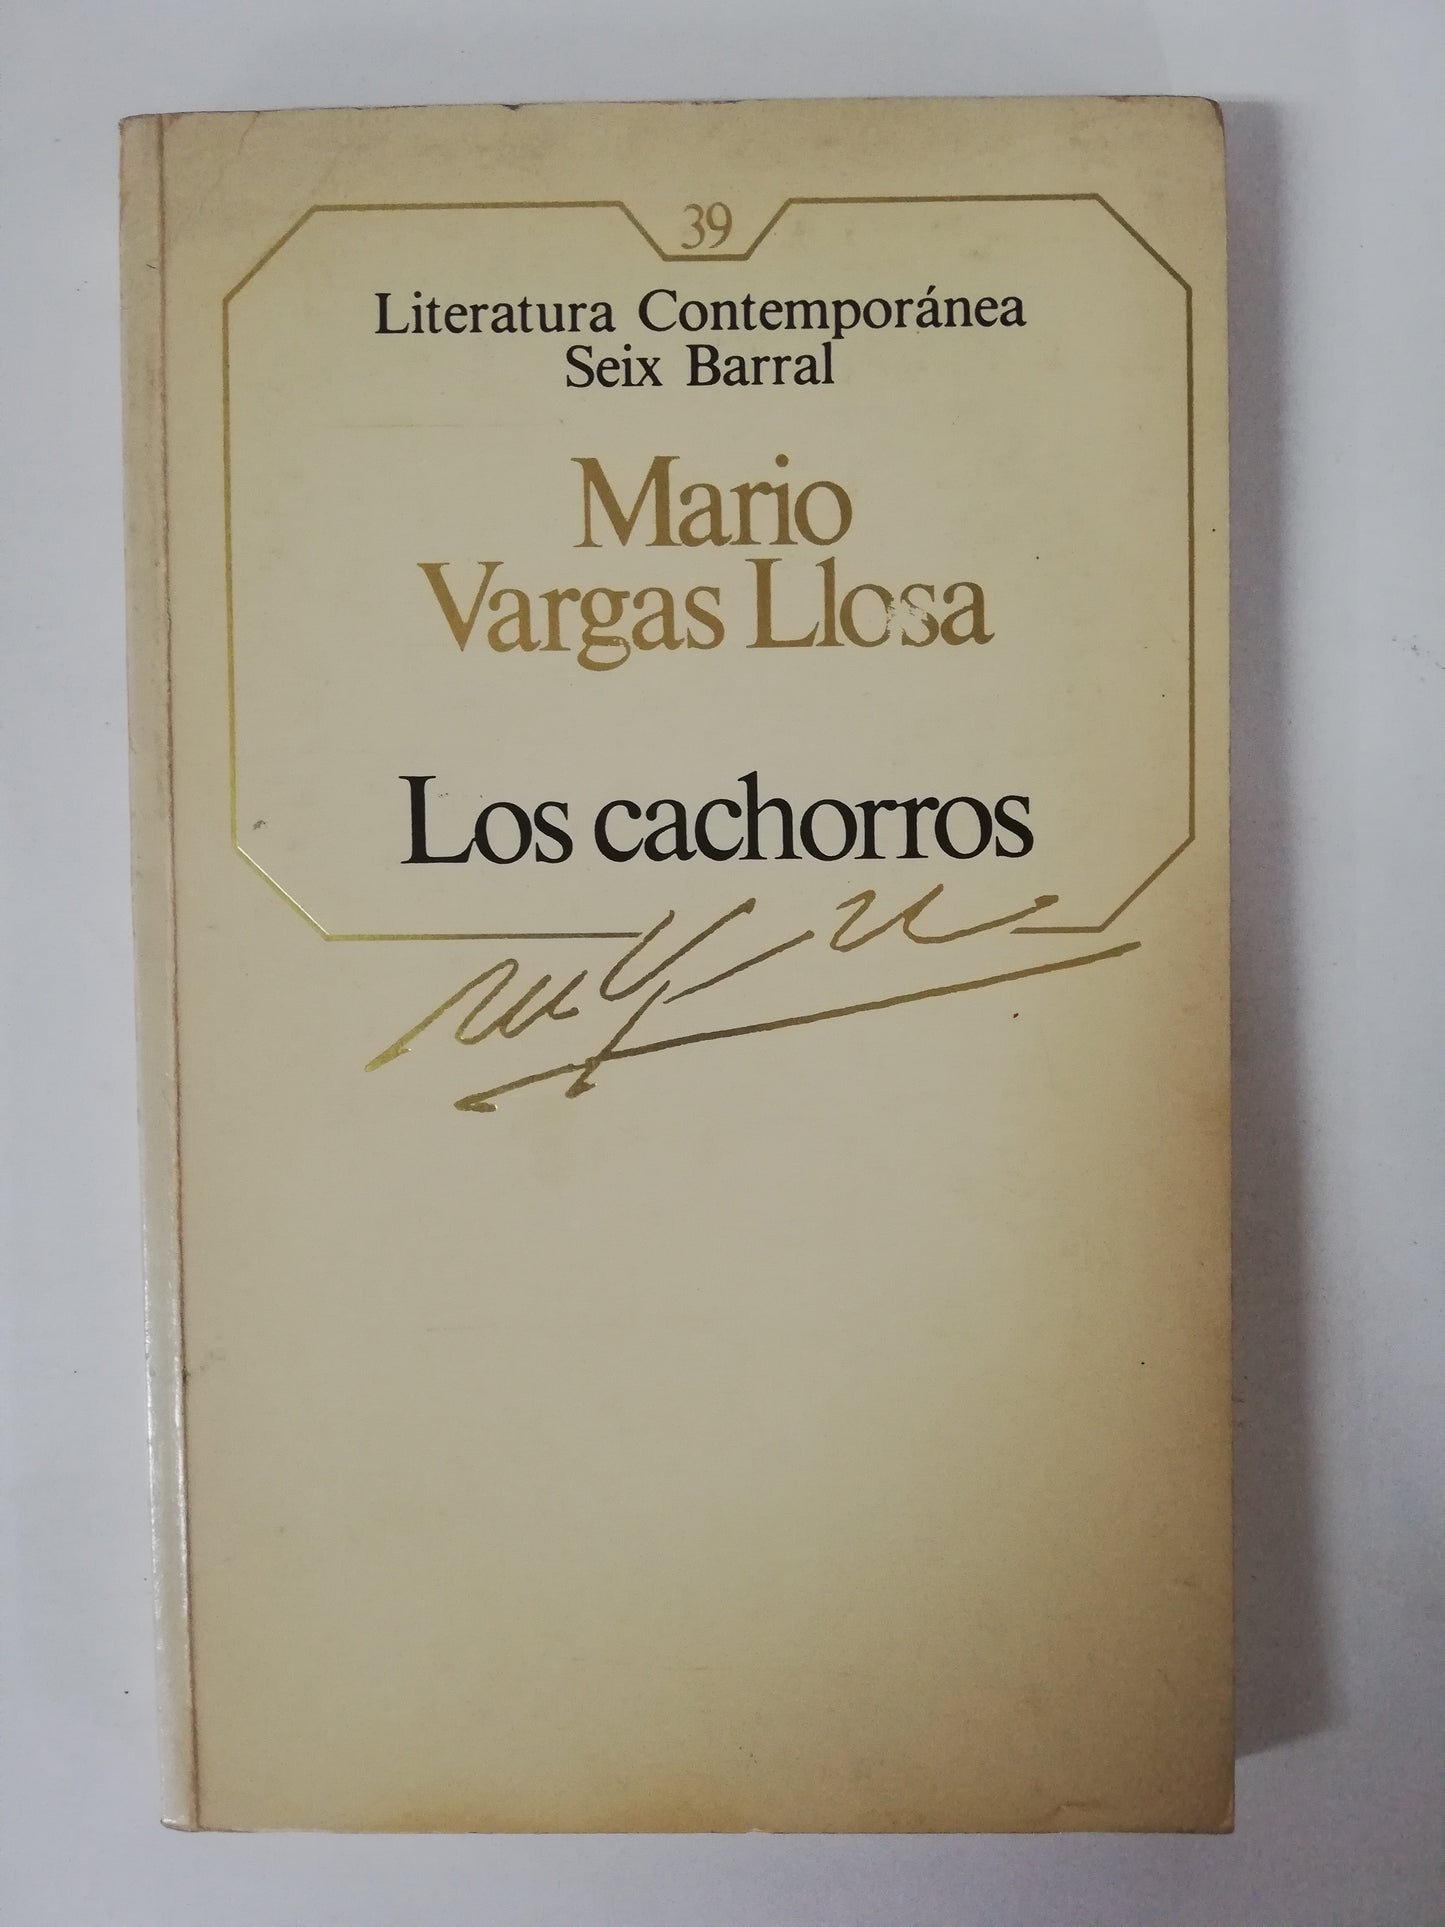 39
Literatura Contemporánea
Seix Barral
Mario
Vargas Llosa
Los cachorros